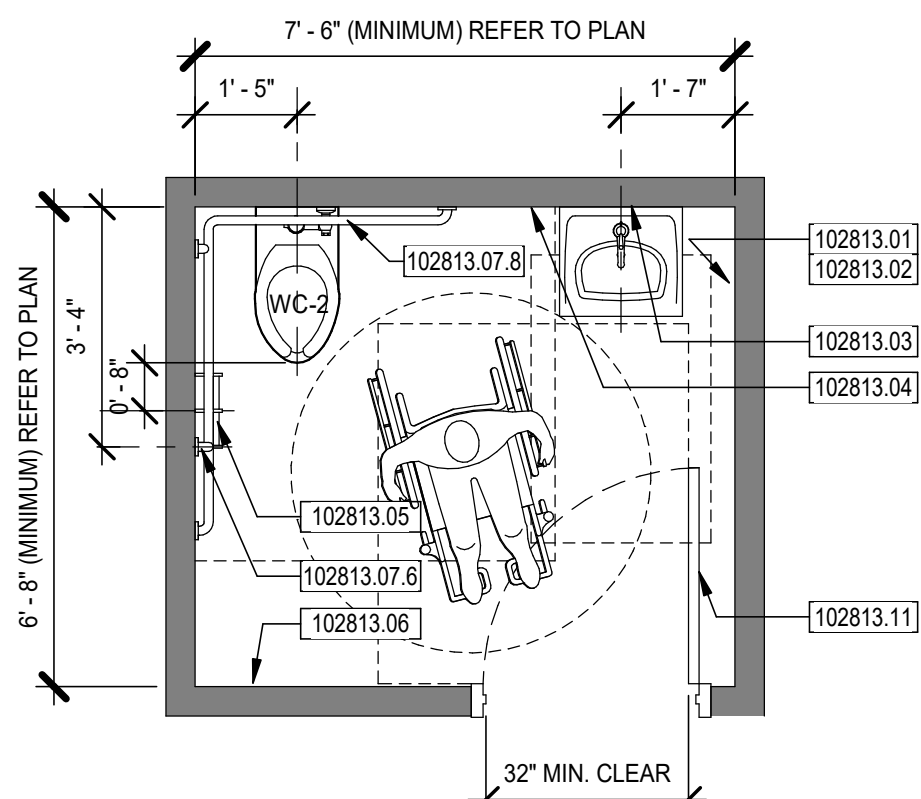 7' - 6" (MINIMUM) REFER TO PLAN
1' - 5"
1' - 7"
6' - 8" (MINIMUM) REFER TO PLAN
3' - 4"
0' - 8"
WC-2
102813.07.8
102813.01
102813.02
102813.03
102813.04
102813.05
102813.07.6
102813.06
102813.11
32" MIN. CLEAR